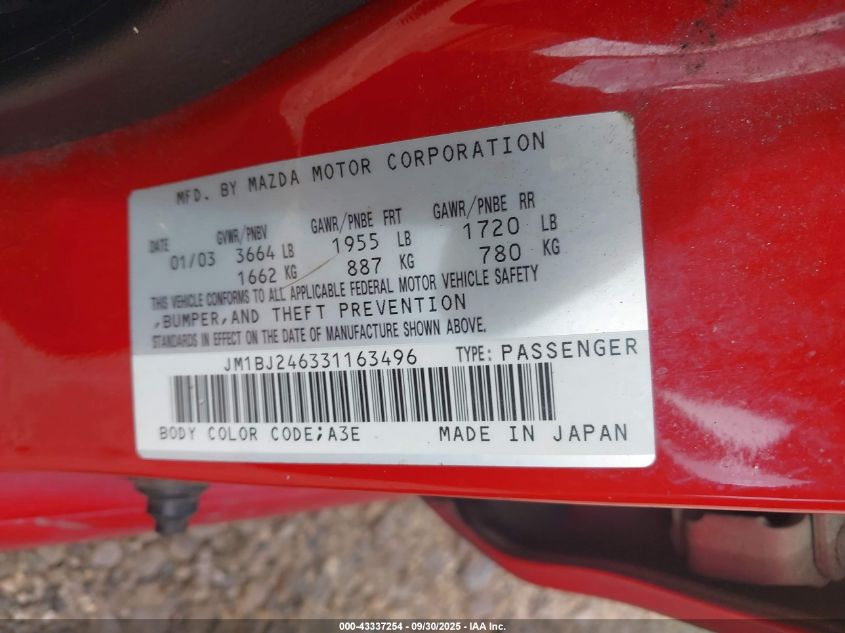 MFD. BY MAZDA MOTOR CORPORATION
DATE GVWR/PNBV GAWR/PNBE FRT GAWR/PNBE RR
01/03 3664 LB 1955 LB 1720 LB
1662 KG 887 KG 780 KG
THIS VEHICLE CONFORMS TO ALL APPLICABLE FEDERAL MOTOR VEHICLE SAFETY
,BUMPER,AND THEFT PREVENTION
STANDARDS IN EFFECT ON THE DATE OF MANUFACTURE SHOWN ABOVE.
JM1BJ246331163496 TYPE: PASSENGER
BODY COLOR CODE;A3E MADE IN JAPAN
000-43337254 - 09/30/2025 - IAA Inc.